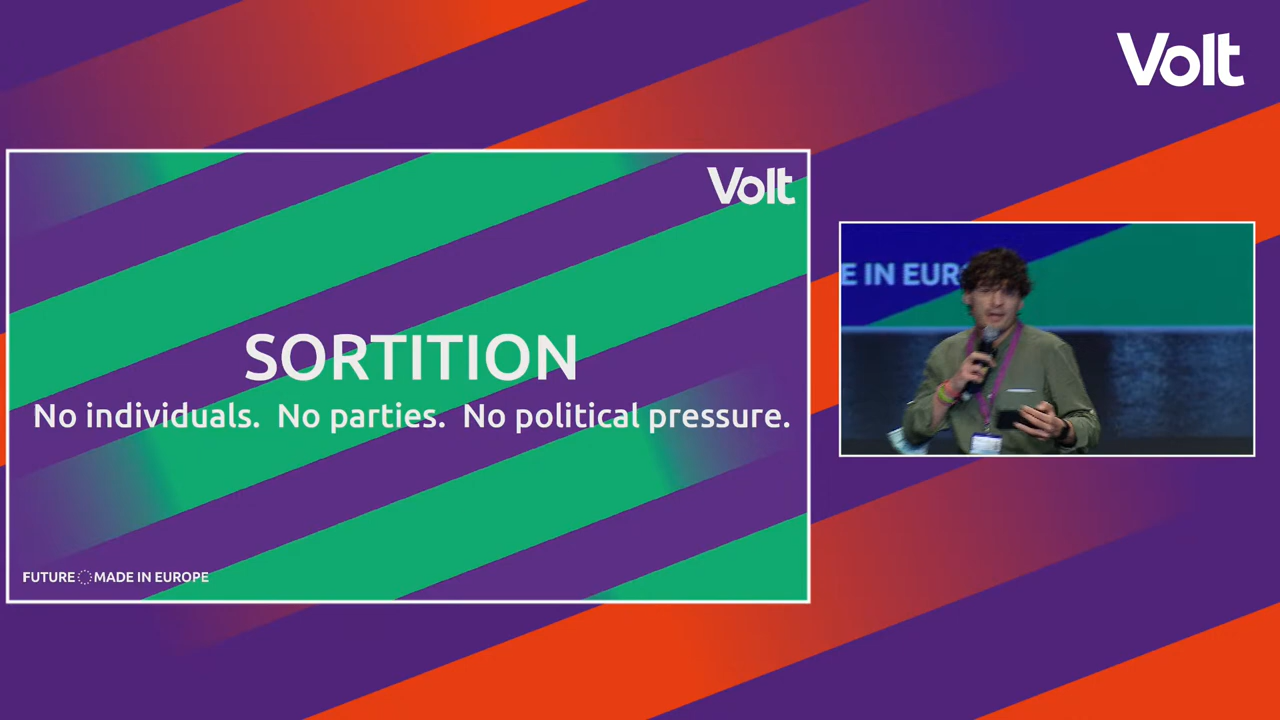 Volt
Volt
SORTITION
No individuals. No parties. No political pressure.
FUTURE MADE IN EUROPE
E IN EUR